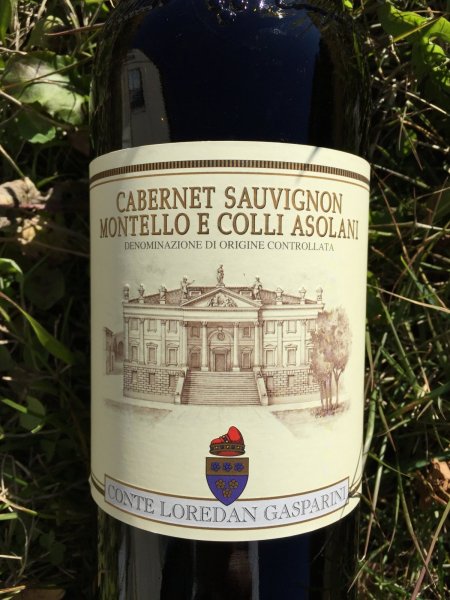 CABERNET SAUVIGNON
MONTELLO E COLLI ASOLANI
DENOMINAZIONE DI ORIGINE CONTROLLATA
CONTE LOREDAN GASPARINI